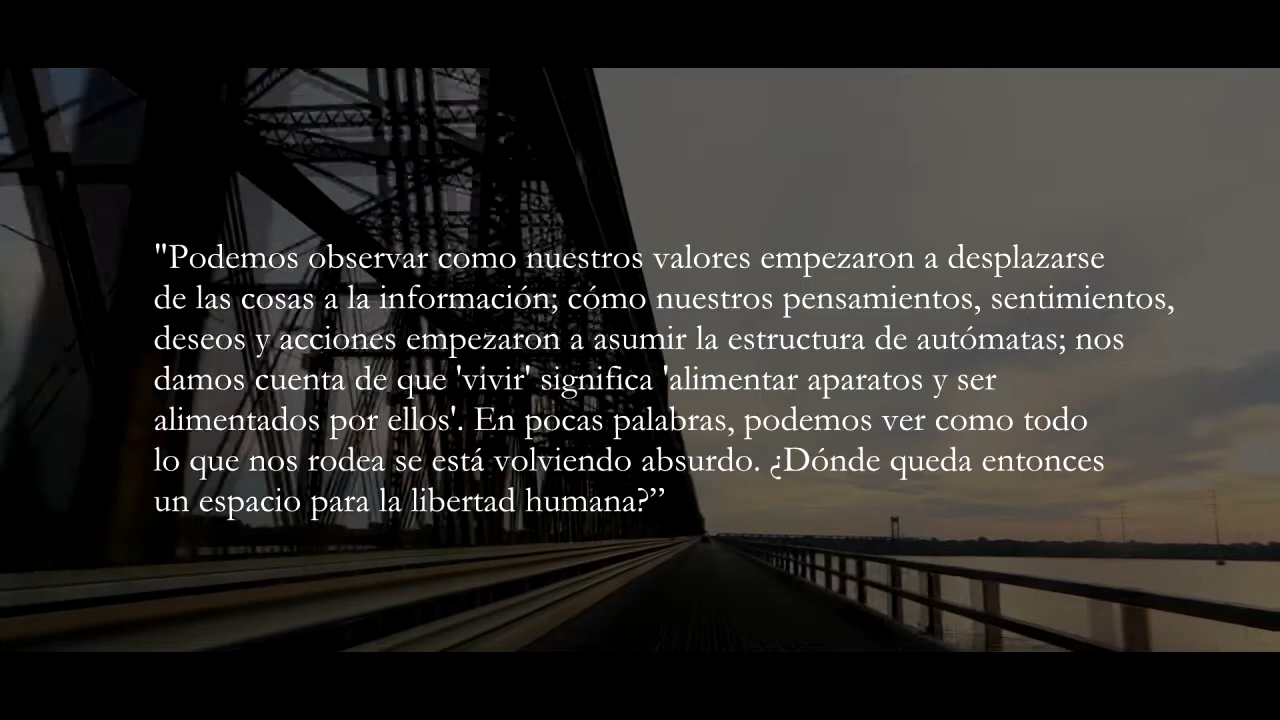 "Podemos observar como nuestros valores empezaron a desplazarse
de las cosas a la información; cómo nuestros pensamientos, sentimientos,
deseos y acciones empezaron a asumir la estructura de autómatas; nos
damos cuenta de que 'vivir' significa 'alimentar aparatos y ser
alimentados por ellos'. En pocas palabras, podemos ver como todo
lo que nos rodea se está volviendo absurdo. ¿Dónde queda entonces
un espacio para la libertad humana?”